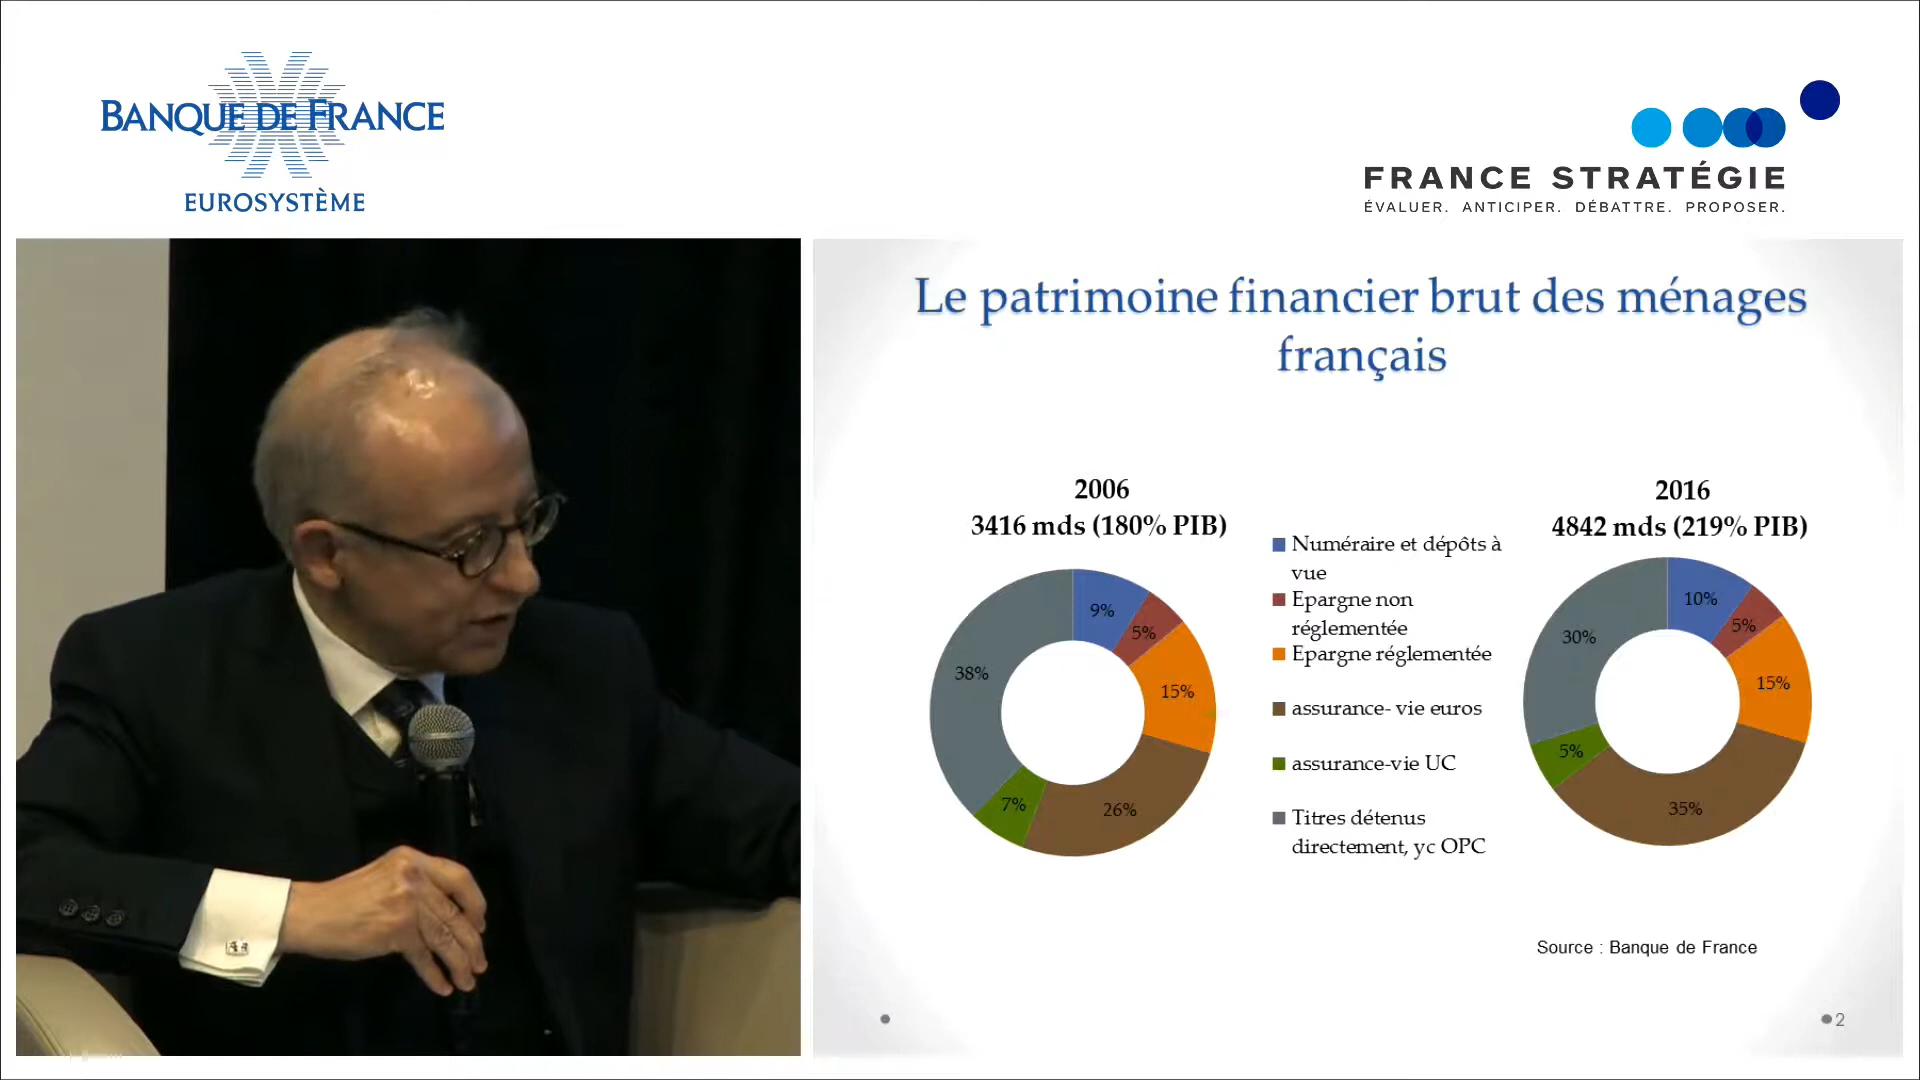 BANQUE DE FRANCE
EUROSYSTÈME
FRANCE STRATÉGIE
ÉVALUER. ANTICIPER. DÉBATTRE. PROPOSER.
Le patrimoine financier brut des ménages
français
2006
3416 mds (180% PIB)
9%
5%
15%
26%
7%
38%
Numéraire et dépôts à
vue
Epargne non
réglementée
Epargne réglementée
assurance- vie euros
assurance-vie UC
Titres détenus
directement, yc OPC
2016
4842 mds (219% PIB)
10%
5%
15%
35%
5%
30%
Source : Banque de France
2